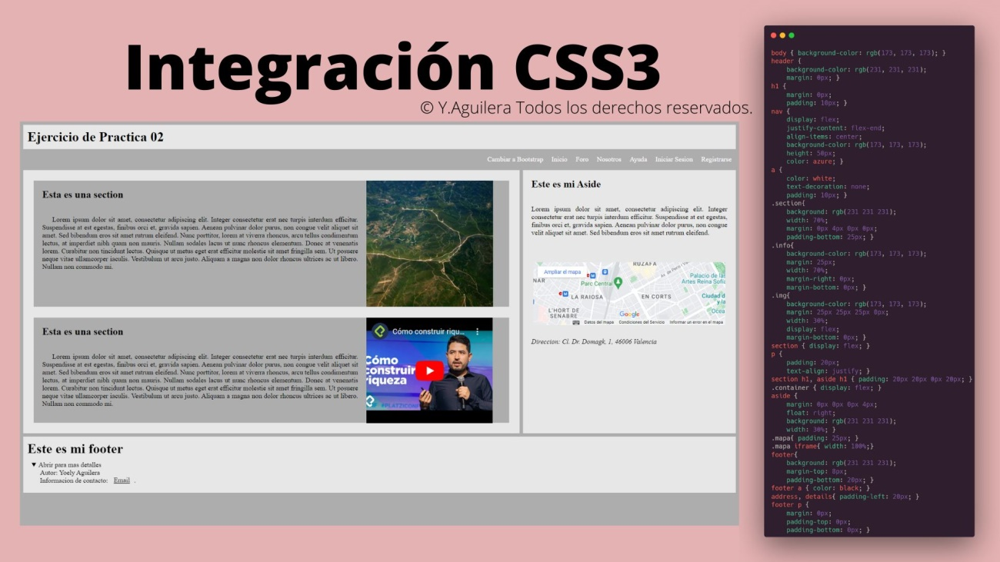 Integración CSS3
© Y.Aguilera Todos los derechos reservados.
Ejercicio de Practica 02
Cambiar a Bootstrap Inicio Foro Nosotros Ayuda Iniciar Sesion Registrarse
Esta es una section
Lorem ipsum dolor sit amet, consectetur adipiscing elit. Integer consectetur erat nec turpis interdum efficitur.
Suspendisse at est egestas, finibus orci et, gravida sapien. Aenean pulvinar dolor purus, non congue velit aliquet sit
amet. Sed bibendum eros sit amet rutrum eleifend. Nunc porttitor, lorem at viverra rhoncus, arcu tellus condimentum
lectus, at imperdiet nibh quam non mauris. Nullam sodales lacus ut nunc rhoncus elementum. Donec at venenatis
lorem. Curabitur non tincidunt lectus. Quisque ut metus eget erat efficitur molestie sit amet fringilla sem. Ut posuere
neque vitae ullamcorper iaculis. Vestibulum ut arcu justo. Aliquam a magna non dolor rhoncus ultrices ac ut libero.
Nullam non commodo mi.
Esta es una section
Lorem ipsum dolor sit amet, consectetur adipiscing elit. Integer consectetur erat nec turpis interdum efficitur.
Suspendisse at est egestas, finibus orci et, gravida sapien. Aenean pulvinar dolor purus, non congue velit aliquet sit
amet. Sed bibendum eros sit amet rutrum eleifend. Nunc porttitor, lorem at viverra rhoncus, arcu tellus condimentum
lectus, at imperdiet nibh quam non mauris. Nullam sodales lacus ut nunc rhoncus elementum. Donec at venenatis
lorem. Curabitur non tincidunt lectus. Quisque ut metus eget erat efficitur molestie sit amet fringilla sem. Ut posuere
neque vitae ullamcorper iaculis. Vestibulum ut arcu justo. Aliquam a magna non dolor rhoncus ultrices ac ut libero.
Nullam non commodo mi.
Cómo construir riqu...
Cómo
construir
riqueza
#PLATZICONF
Este es mi Aside
Lorem ipsum dolor sit amet, consectetur adipiscing elit. Integer
consectetur erat nec turpis interdum efficitur. Suspendisse at est egestas,
finibus orci et, gravida sapien. Aenean pulvinar dolor purus, non congue
velit aliquet sit amet. Sed bibendum eros sit amet rutrum eleifend.
Ampliar el mapa
RUZAFA
NAR
Parc Central
Palacio de las
Artes Reina Sofía
LA RAIOSA
EN CORTS
Ciudad d
L'HORT DE
SENABRE
Google
Ocea
Datos del mapa Condiciones del Servicio Informar un error en el mapa
Direccion: Cl. Dr. Domagk, 1, 46006 Valencia
Este es mi footer
▼ Abrir para mas detalles
Autor: Yoely Aguilera
Informacion de contacto: Email .
body { background-color: rgb(173, 173, 173); }
header {
background-color: rgb(231, 231, 231);
margin: 0px; }
h1 {
margin: 0px;
padding: 10px; }
nav {
display: flex;
justify-content: flex-end;
align-items: center;
background-color: rgb(173, 173, 173);
height: 50px;
color: azure; }
a {
color: white;
text-decoration: none;
padding: 10px; }
.section{
background: rgb(231 231 231);
width: 70%;
margin: 0px 4px 0px 0px;
padding-bottom: 25px; }
.info{
background-color: rgb(173, 173, 173);
margin: 25px;
width: 70%;
margin-right: 0px;
margin-bottom: 0px; }
.img{
background-color: rgb(173, 173, 173);
margin: 25px 25px 25px 0px;
width: 30%;
display: flex;
margin-bottom: 0px; }
section { display: flex; }
p {
padding: 20px;
text-align: justify; }
section h1, aside h1 { padding: 20px 20px 0px 20px; }
.container { display: flex; }
aside {
margin: 0px 0px 0px 4px;
float: right;
background: rgb(231 231 231);
width: 30%; }
.mapa{ padding: 25px; }
.mapa iframe{ width: 100%;}
footer{
background: rgb(231 231 231);
margin-top: 8px;
padding-bottom: 20px; }
footer a { color: black; }
address, details{ padding-left: 20px; }
footer p {
margin: 0px;
padding-top: 0px;
padding-bottom: 0px; }